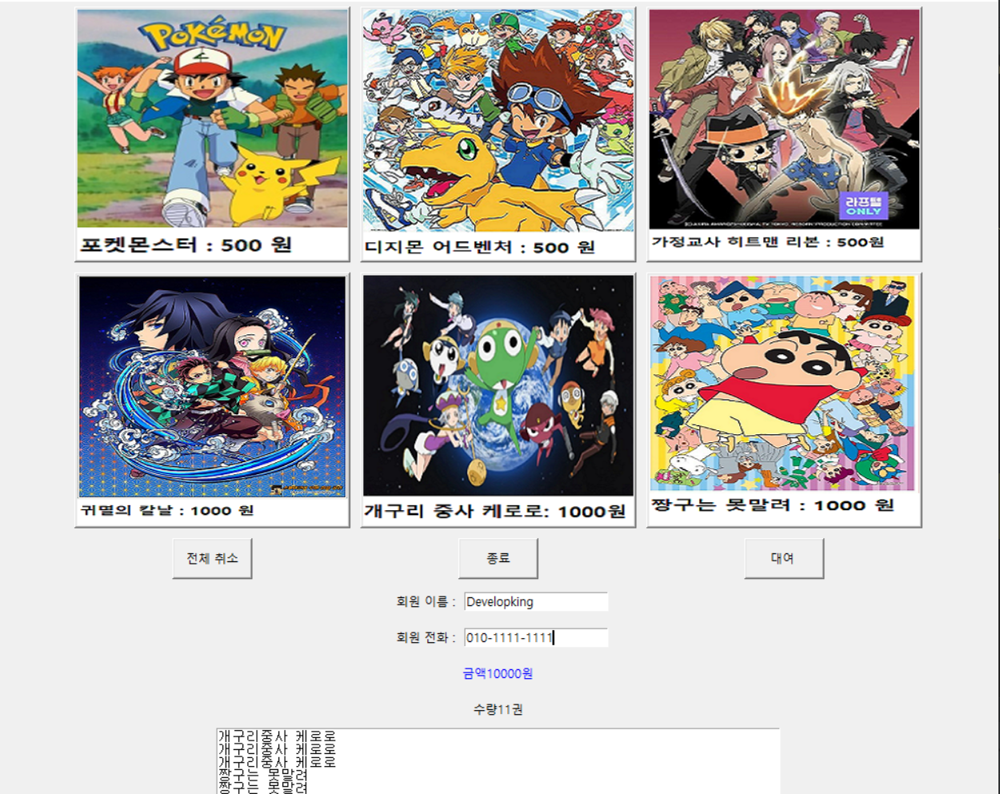 POKéMON
포켓몬스터 : 500 원
디지몬 어드벤처 : 500 원
라프텔
ONLY
가정교사 히트맨 리본 : 500원
귀멸의 칼날 : 1000 원
개구리 중사 케로로: 1000원
짱구는 못말려 : 1000 원
전체 취소
종료
대여
회원 이름 : Developking
회원 전화 : 010-1111-1111
금액10000원
수량11권
개구리중사 케로로
개구리중사 케로로
개구리중사 케로로
짱구는 못말려
짱구는 못말려